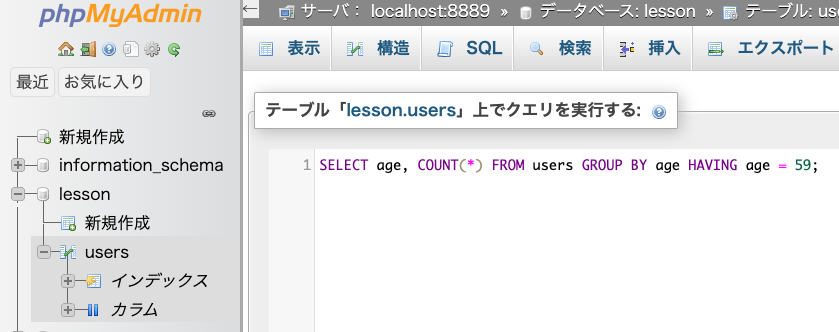 phpMyAdmin
最近 お気に入り
新規作成
information_schema
lesson
新規作成
users
インデックス
カラム
← サーバ： localhost:8889 » データベース: lesson » テーブル: use
表示 構造 SQL 検索 挿入 エクスポート
テーブル「lesson.users」上でクエリを実行する:
1 SELECT age, COUNT(*) FROM users GROUP BY age HAVING age = 59;